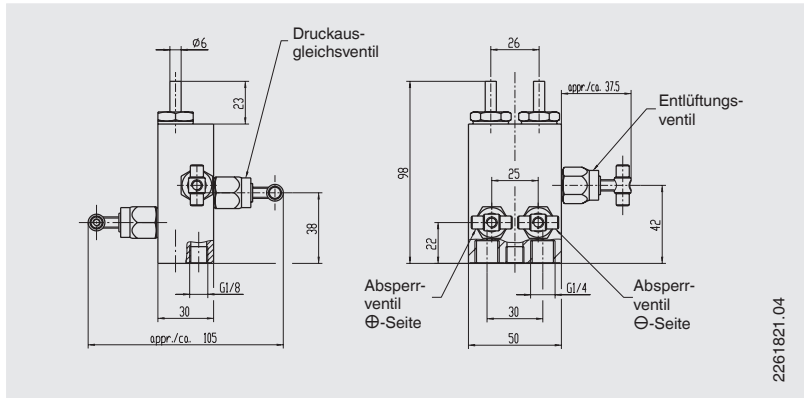 Ø6
Druckaus-
gleichsventil
23
38
G1/8
30
appr./ca. 105
26
appr./ca. 37.5
Entlüftungs-
ventil
98
25
22
42
Absperr-
ventil
⊕-Seite
G1/4
Absperr-
ventil
⊖-Seite
30
50
2261821.04